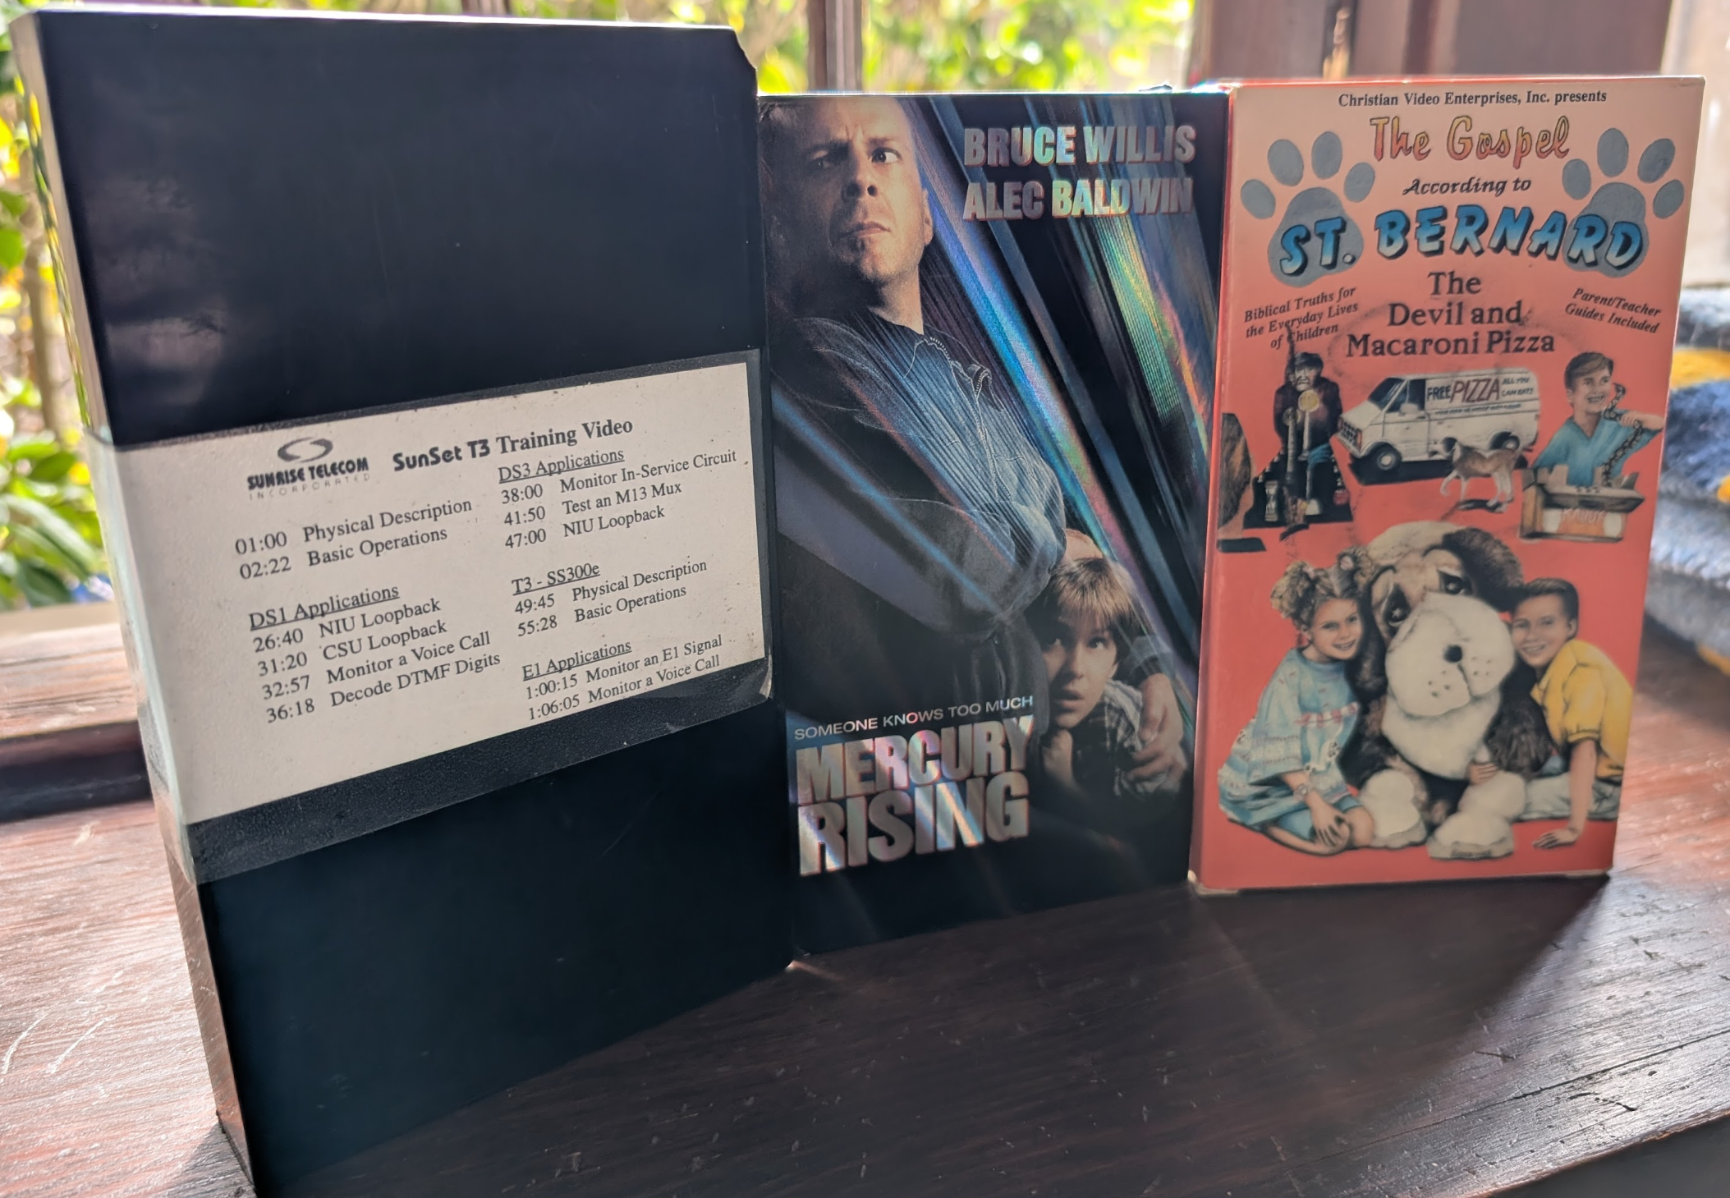 SUNRISE TELECOM
INCORPORATED
SunSet T3 Training Video
01:00 Physical Description
02:22 Basic Operations
DS1 Applications
26:40 NIU Loopback
31:20 CSU Loopback
32:57 Monitor a Voice Call
36:18 Decode DTMF Digits
DS3 Applications
38:00 Monitor In-Service Circuit
41:50 Test an M13 Mux
47:00 NIU Loopback
T3 - SS300e
49:45 Physical Description
55:28 Basic Operations
E1 Applications
1:00:15 Monitor an E1 Signal
1:06:05 Monitor a Voice Call
BRUCE WILLIS
ALEC BALDWIN
SOMEONE KNOWS TOO MUCH
MERCURY
RISING
Christian Video Enterprises, Inc. presents
The Gospel
According to
ST. BERNARD
The
Devil and
Macaroni Pizza
Biblical Truths for
the Everyday Lives
of Children
Parent/Teacher
Guides Included
FREE PIZZA ALL YOU
CAN EAT!